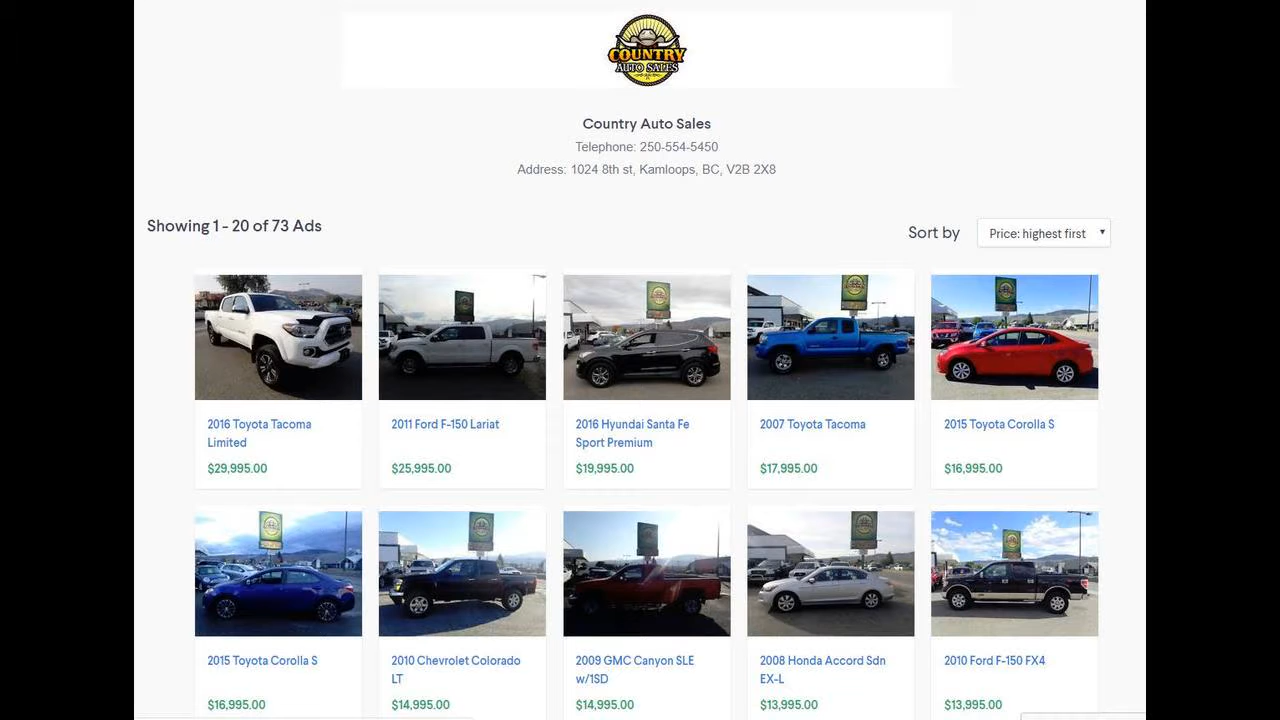 COUNTRY
AUTO SALES
Country Auto Sales
Telephone: 250-554-5450
Address: 1024 8th st, Kamloops, BC, V2B 2X8
Showing 1 - 20 of 73 Ads
Sort by
Price: highest first
2016 Toyota Tacoma
Limited
$29,995.00
2011 Ford F-150 Lariat
$25,995.00
2016 Hyundai Santa Fe
Sport Premium
$19,995.00
2007 Toyota Tacoma
$17,995.00
2015 Toyota Corolla S
$16,995.00
2015 Toyota Corolla S
$16,995.00
2010 Chevrolet Colorado
LT
$14,995.00
2009 GMC Canyon SLE
w/1SD
$14,995.00
2008 Honda Accord Sdn
EX-L
$13,995.00
2010 Ford F-150 FX4
$13,995.00